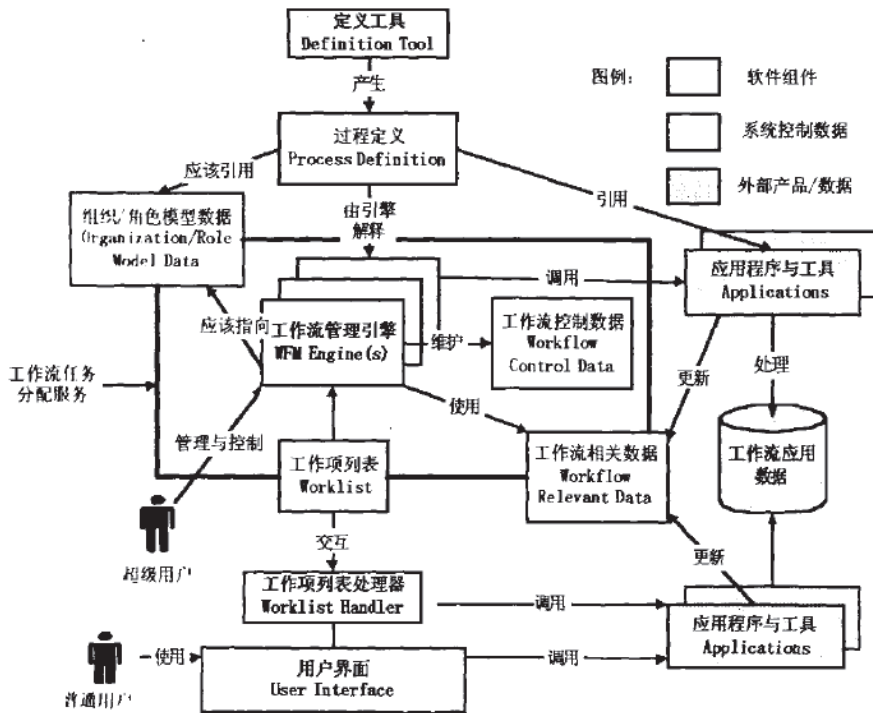 定义工具
Definition Tool
产生
图例:
软件组件
系统控制数据
外部产品/数据
过程定义
Process Definition
应该引用
引用
由引擎
解释
组织/角色模型数据
Organization/Role
Model Data
应用程序与工具
Applications
调用
应该指向
工作流管理引擎
WFM Engine(s)
维护
工作流控制数据
Workflow
Control Data
工作流任务
分配服务
更新
处理
使用
管理与控制
工作项列表
Worklist
工作流相关数据
Workflow
Relevant Data
工作流应用
数据
超级用户
交互
更新
工作项列表处理器
Worklist Handler
调用
应用程序与工具
Applications
使用
用户界面
User Interface
调用
普通用户